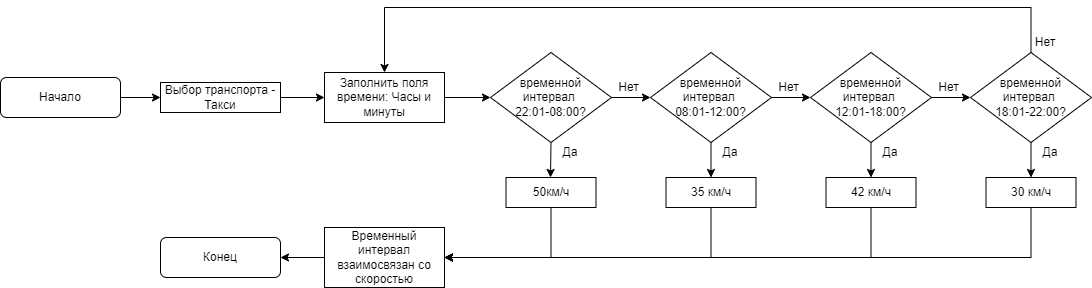 Начало
Выбор транспорта -
Такси
Заполнить поля
времени: Часы и
минуты
временной
интервал
22:01-08:00?
Нет
временной
интервал
08:01-12:00?
Нет
временной
интервал
12:01-18:00?
Нет
временной
интервал
18:01-22:00?
Нет
Да
Да
Да
Да
50км/ч
35 км/ч
42 км/ч
30 км/ч
Временный
интервал
взаимосвязан со
скоростью
Конец